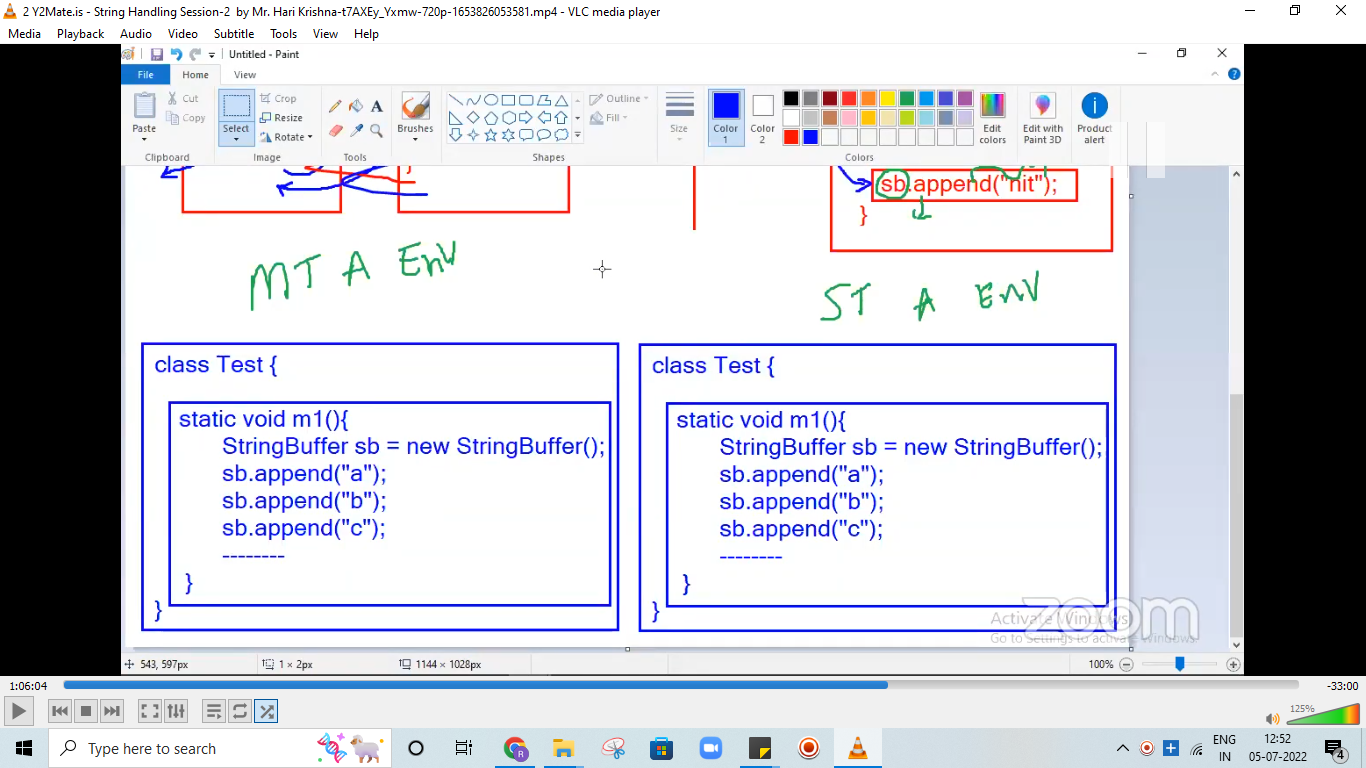 2 Y2Mate.is - String Handling Session-2 by Mr. Hari Krishna-t7AXEy_Yxmw-720p-1653826053581.mp4 - VLC media player
Media Playback Audio Video Subtitle Tools View Help
Untitled - Paint
File Home View
Paste Cut Copy Select Crop Resize Rotate Brushes Outline Fill Size Color 1 Color 2 Edit colors Edit with Paint 3D Product alert
Clipboard Image Tools Shapes Colors
sb.append("nit");
}
MT A Env
ST A Env
class Test {
static void m1(){
StringBuffer sb = new StringBuffer();
sb.append("a");
sb.append("b");
sb.append("c");
--------
}
}
class Test {
static void m1(){
StringBuffer sb = new StringBuffer();
sb.append("a");
sb.append("b");
sb.append("c");
--------
}
}
zoom
Activate Windows
Go to Settings to activate Windows.
543, 597px 1 × 2px 1144 × 1028px 100%
1:06:04 -33:00
125%
Type here to search
ENG 12:52
IN 05-07-2022 4